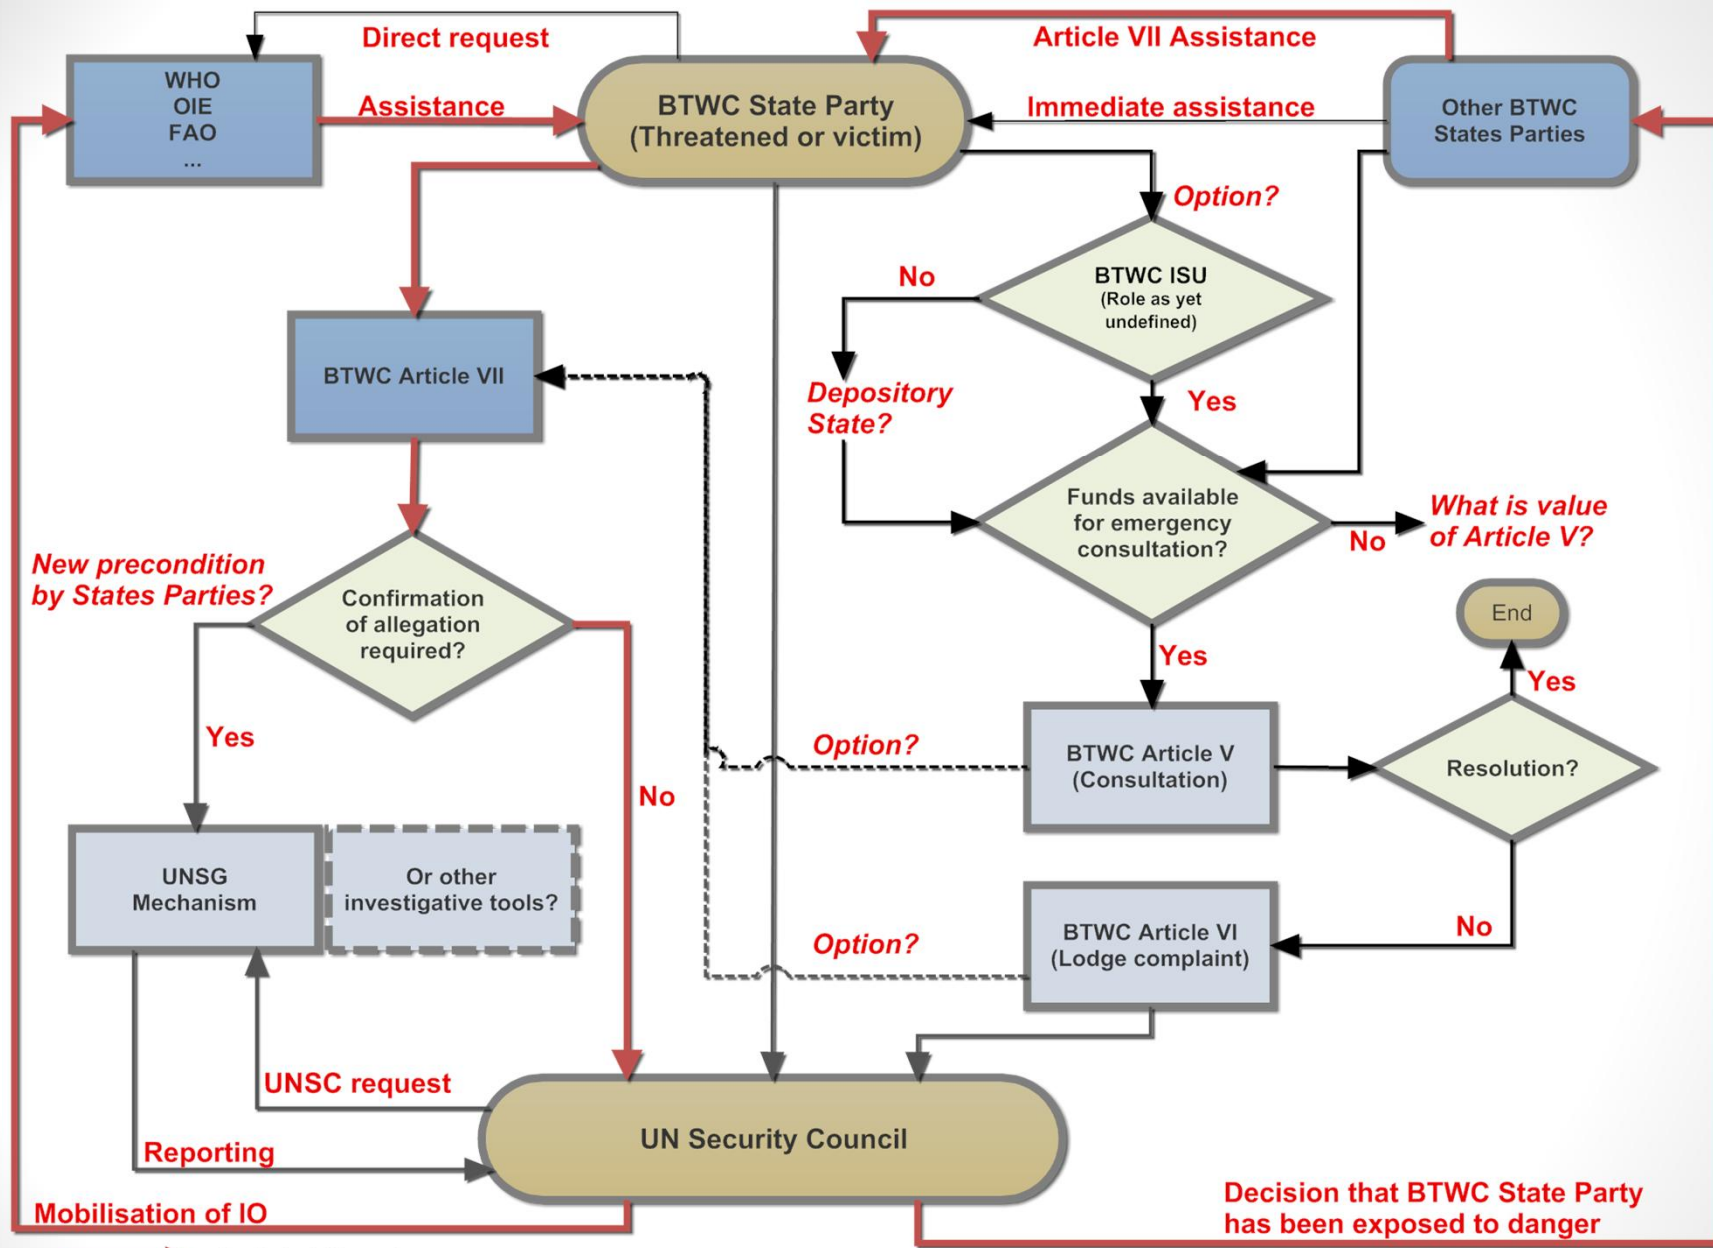 Direct request
Article VII Assistance
WHO
OIE
FAO
...
Assistance
BTWC State Party
(Threatened or victim)
Immediate assistance
Other BTWC
States Parties
Option?
No
BTWC ISU
(Role as yet
undefined)
BTWC Article VII
Depository
State?
Yes
Funds available
for emergency
consultation?
No
What is value
of Article V?
New precondition
by States Parties?
Confirmation
of allegation
required?
End
Yes
Yes
Yes
No
Option?
BTWC Article V
(Consultation)
Resolution?
UNSG
Mechanism
Or other
investigative tools?
Option?
BTWC Article VI
(Lodge complaint)
No
UNSC request
UN Security Council
Reporting
Mobilisation of IO
Decision that BTWC State Party
has been exposed to danger